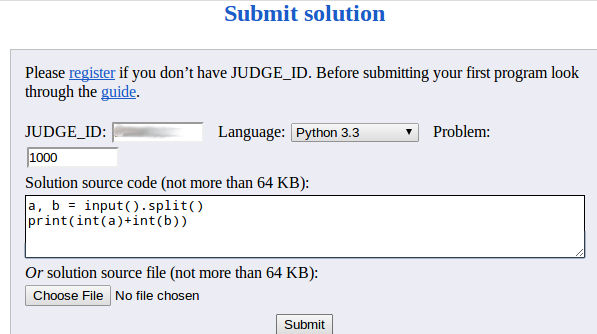 Submit solution
Please register if you don’t have JUDGE_ID. Before submitting your first program look
through the guide.
JUDGE_ID: Language: Python 3.3 Problem:
1000
Solution source code (not more than 64 KB):
a, b = input().split()
print(int(a)+int(b))
Or solution source file (not more than 64 KB):
Choose File No file chosen
Submit